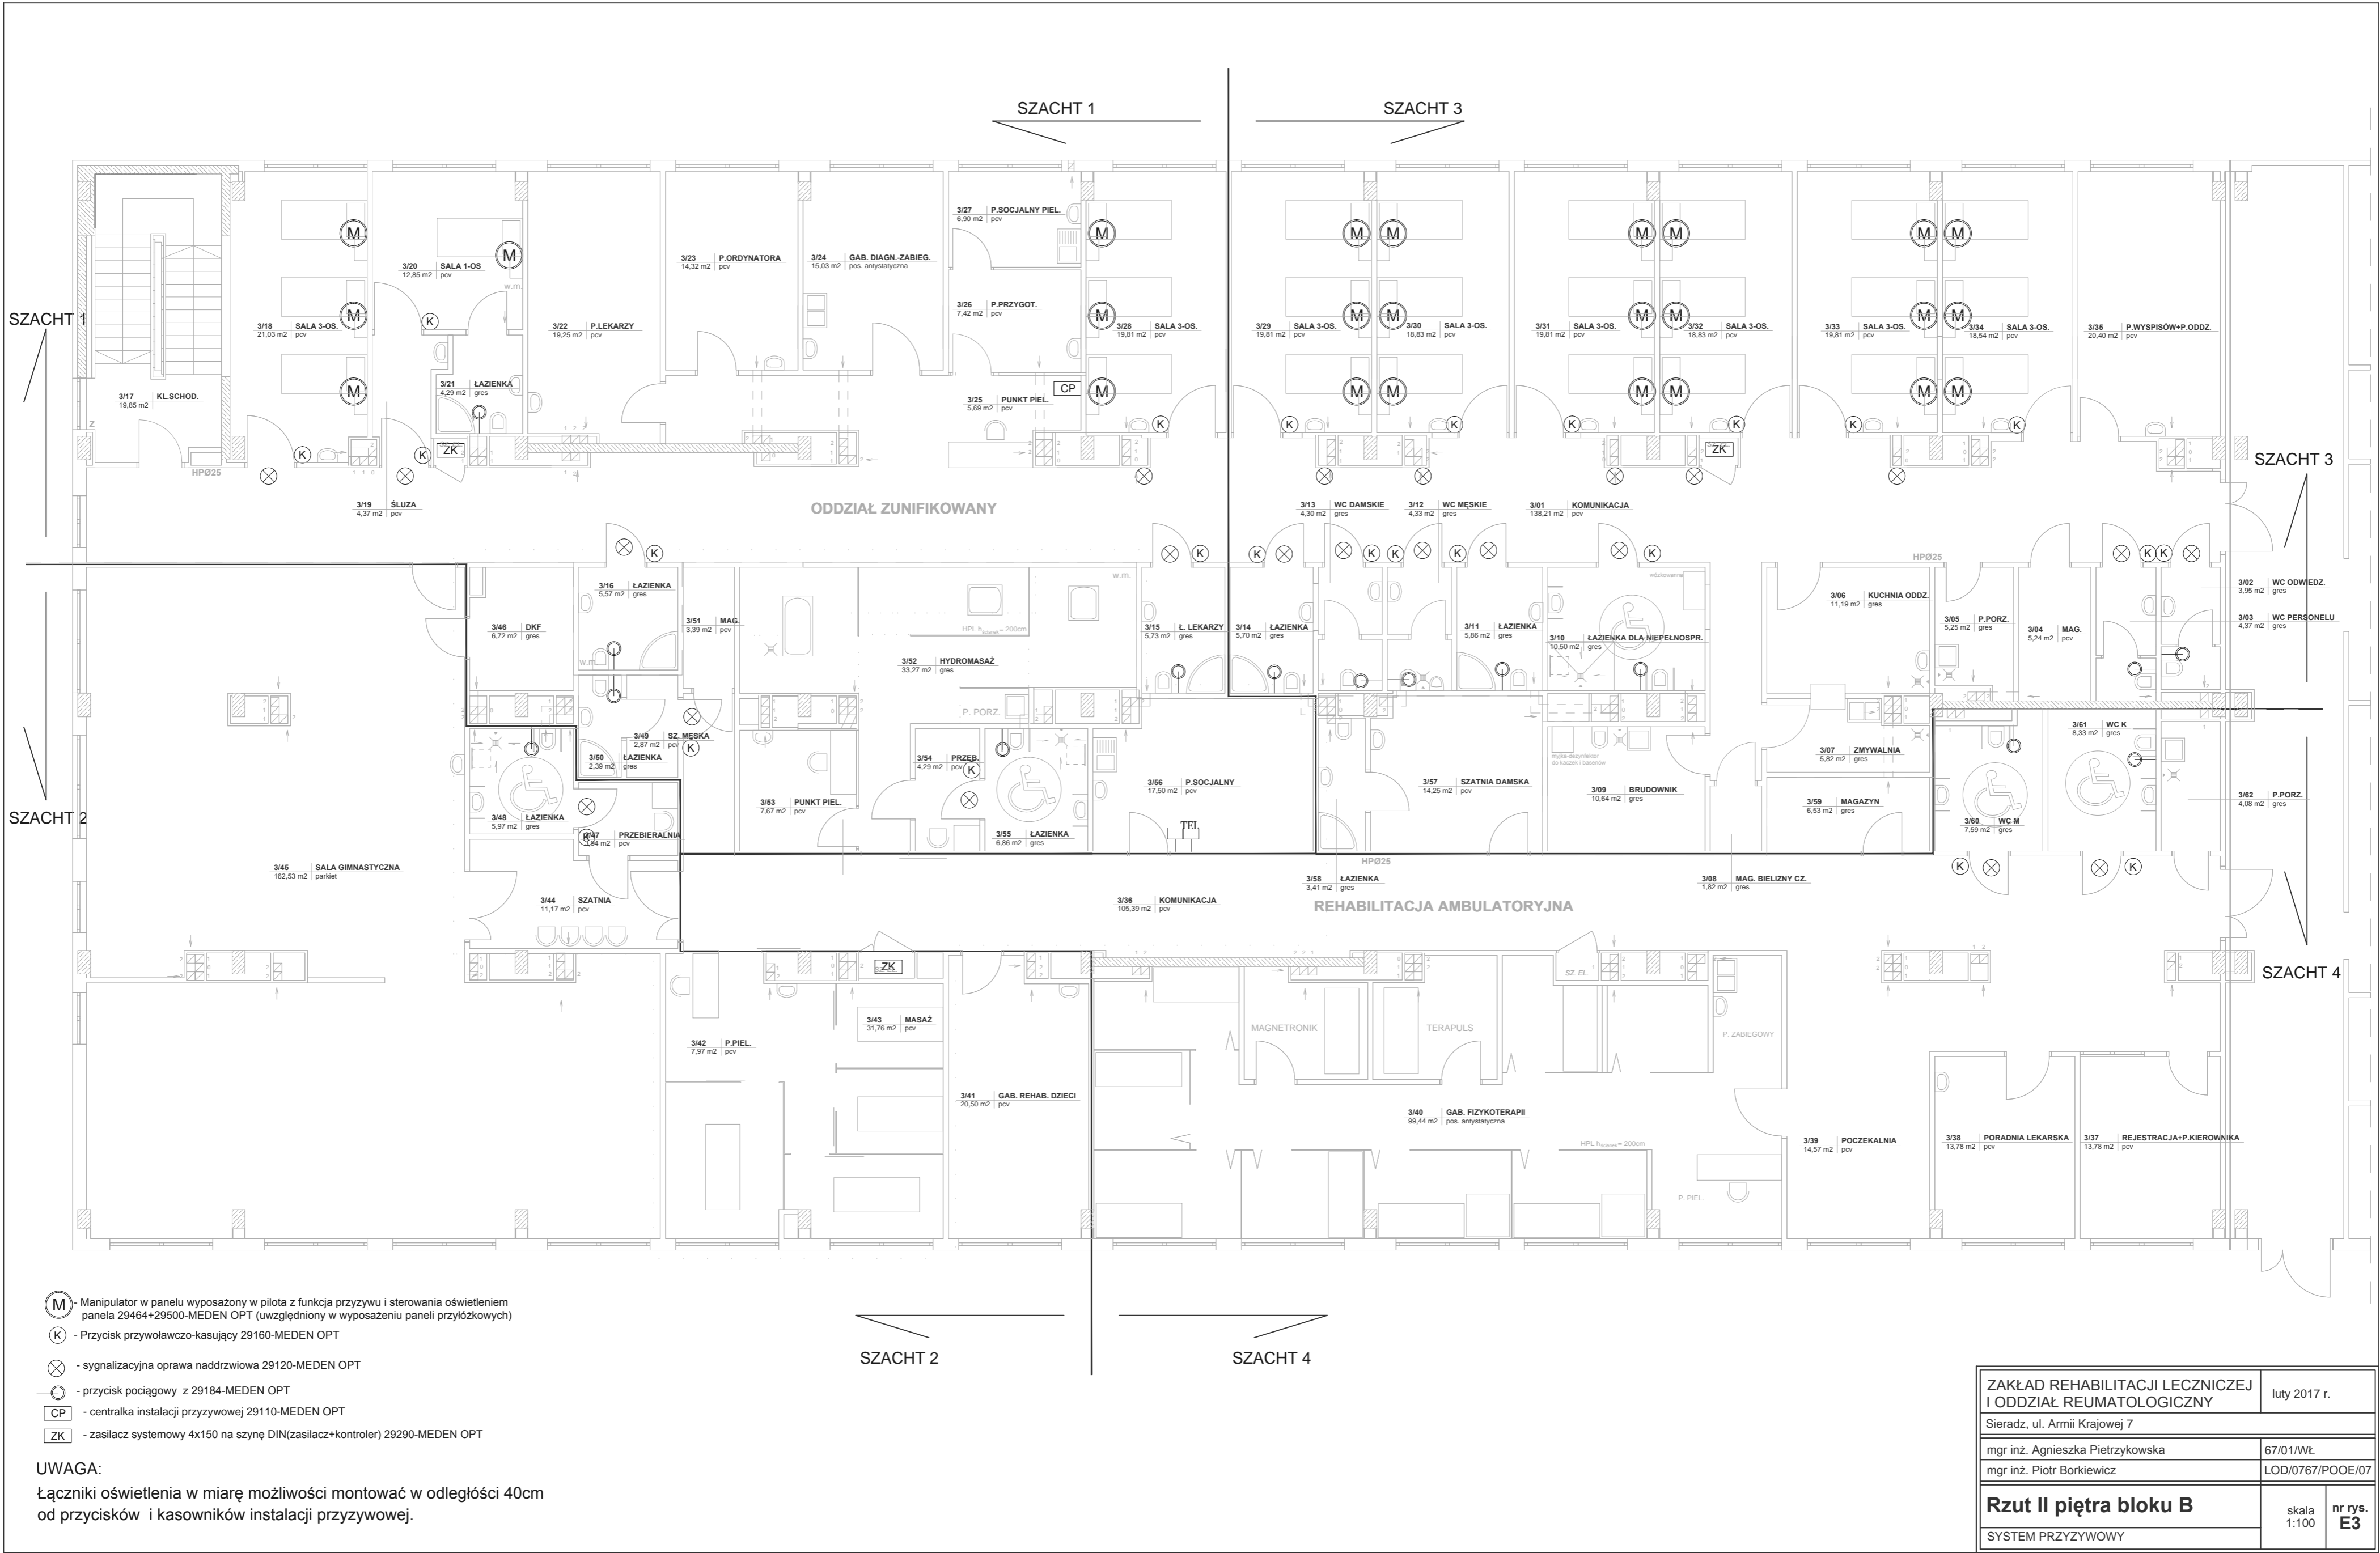 SZACHT 1
SZACHT 3
3/27 P.SOCJALNY PIEL.
6,90 m2 pcv
3/20 SALA 1-OS
12,85 m2 pcv
w.m.
3/23 P.ORDYNATORA
14,32 m2 pcv
3/24 GAB. DIAGN.-ZABIEG.
15,03 m2 pos. antystatyczna
3/26 P.PRZYGOT.
7,42 m2 pcv
SZACHT 1
3/18 SALA 3-OS.
21,03 m2 pcv
3/22 P.LEKARZY
19,25 m2 pcv
3/28 SALA 3-OS.
19,81 m2 pcv
3/29 SALA 3-OS.
19,81 m2 pcv
3/30 SALA 3-OS.
18,83 m2 pcv
3/31 SALA 3-OS.
19,81 m2 pcv
3/32 SALA 3-OS.
18,83 m2 pcv
3/33 SALA 3-OS.
19,81 m2 pcv
3/34 SALA 3-OS.
18,54 m2 pcv
3/35 P.WYSPISÓW+P.ODDZ.
20,40 m2 pcv
3/21 ŁAZIENKA
4,29 m2 gres
CP
3/17 KL.SCHOD.
19,85 m2 pcv
3/25 PUNKT PIEL.
5,69 m2 pcv
Z
ZK
ZK
HPØ25
SZACHT 3
3/19 ŚLUZA
4,37 m2 pcv
ODDZIAŁ ZUNIFIKOWANY
3/13 WC DAMSKIE
4,30 m2 gres
3/12 WC MĘSKIE
4,33 m2 gres
3/01 KOMUNIKACJA
138,21 m2 pcv
HPØ25
w.m.
wózkowanna
3/16 ŁAZIENKA
5,57 m2 gres
3/02 WC ODWIEDZ.
3,95 m2 gres
3/06 KUCHNIA ODDZ.
11,19 m2 gres
3/46 DKF
6,72 m2 gres
3/51 MAG.
3,39 m2 pcv
HPL h ścianek = 200cm
3/15 Ł. LEKARZY
5,73 m2 gres
3/14 ŁAZIENKA
5,70 m2 gres
3/11 ŁAZIENKA
5,86 m2 gres
3/10 ŁAZIENKA DLA NIEPEŁNOSPR.
10,50 m2 gres
3/05 P.PORZ.
5,25 m2 gres
3/04 MAG.
5,24 m2 pcv
3/03 WC PERSONELU
4,37 m2 gres
w.m.
3/52 HYDROMASAŻ
33,27 m2 gres
P. PORZ.
3/49 SZ. MĘSKA
2,87 m2 pcv
3/50 ŁAZIENKA
2,39 m2 gres
3/54 PRZEB.
4,29 m2 pcv
3/61 WC K
8,33 m2 gres
3/07 ZMYWALNIA
5,82 m2 gres
myjka-dezynfektor
do kaczek i basenów
3/56 P.SOCJALNY
17,50 m2 pcv
3/57 SZATNIA DAMSKA
14,25 m2 pcv
3/09 BRUDOWNIK
10,64 m2 gres
3/59 MAGAZYN
6,53 m2 gres
3/62 P.PORZ.
4,08 m2 gres
3/53 PUNKT PIEL.
7,67 m2 pcv
SZACHT 2
3/48 ŁAZIENKA
5,97 m2 gres
3/60 WC M
7,59 m2 gres
TEL
3/47 PRZEBIERALNIA
m2 pcv
3/55 ŁAZIENKA
6,86 m2 gres
HPØ25
3/45 SALA GIMNASTYCZNA
162,53 m2 parkiet
3/58 ŁAZIENKA
3,41 m2 gres
3/08 MAG. BIELIZNY CZ.
1,82 m2 gres
3/44 SZATNIA
11,17 m2 pcv
3/36 KOMUNIKACJA
105,39 m2 pcv
REHABILITACJA AMBULATORYJNA
ZK
SZ. EL.
SZACHT 4
3/43 MASAŻ
31,76 m2 pcv
MAGNETRONIK
TERAPULS
P. ZABIEGOWY
3/42 P.PIEL.
7,97 m2 pcv
3/41 GAB. REHAB. DZIECI
20,50 m2 pcv
3/40 GAB. FIZYKOTERAPII
99,44 m2 pos. antystatyczna
HPL h ścianek = 200cm
3/39 POCZEKALNIA
14,57 m2 pcv
3/38 PORADNIA LEKARSKA
13,78 m2 pcv
3/37 REJESTRACJA+P.KIEROWNIKA
13,78 m2 pcv
P. PIEL.
M - Manipulator w panelu wyposażony w pilota z funkcja przyzywu i sterowania oświetleniem
panela 29464+29500-MEDEN OPT (uwzględniony w wyposażeniu paneli przyłóżkowych)
K - Przycisk przywoławczo-kasujący 29160-MEDEN OPT
- sygnalizacyjna oprawa naddrzwiowa 29120-MEDEN OPT
- przycisk pociągowy z 29184-MEDEN OPT
CP - centralka instalacji przyzywowej 29110-MEDEN OPT
ZK - zasilacz systemowy 4x150 na szynę DIN(zasilacz+kontroler) 29290-MEDEN OPT
SZACHT 2
SZACHT 4
UWAGA:
Łączniki oświetlenia w miarę możliwości montować w odległóści 40cm
od przycisków i kasowników instalacji przyzywowej.
ZAKŁAD REHABILITACJI LECZNICZEJ
I ODDZIAŁ REUMATOLOGICZNY
luty 2017 r.
Sieradz, ul. Armii Krajowej 7
mgr inż. Agnieszka Pietrzykowska 67/01/WŁ
mgr inż. Piotr Borkiewicz LOD/0767/POOE/07
Rzut II piętra bloku B
skala
1:100
nr rys.
E3
SYSTEM PRZYZYWOWY